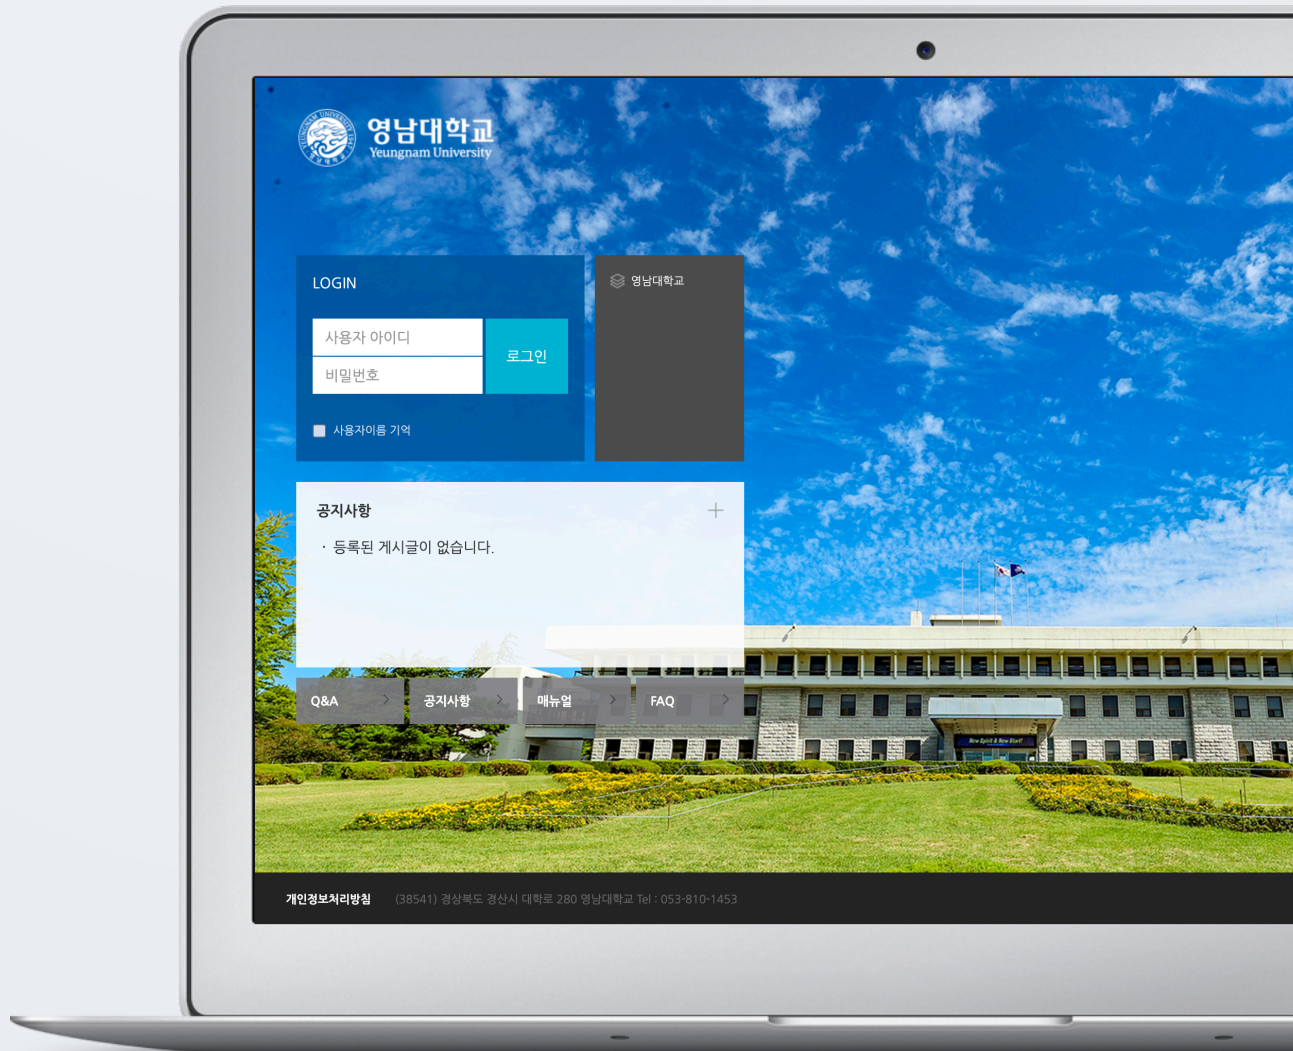 영남대학교
Yeungnam University
LOGIN
사용자 아이디
비밀번호
로그인
사용자이름 기억
영남대학교
공지사항
· 등록된 게시글이 없습니다.
Q&A
공지사항
매뉴얼
FAQ
New Spirit & New Start!
개인정보처리방침
(38541) 경상북도 경산시 대학로 280 영남대학교 Tel : 053-810-1453